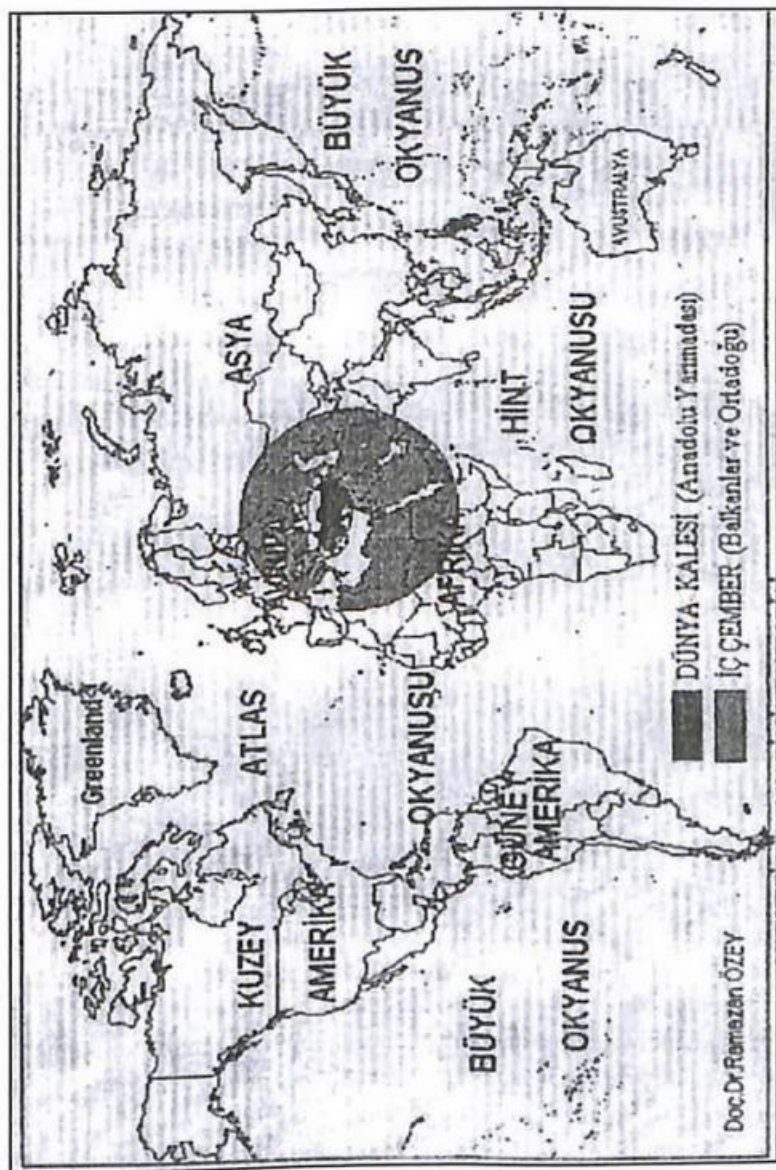 Greenland
KUZEY
AMERİKA
ATLAS
OKYANUSU
GÜNEY
AMERİKA
BÜYÜK
OKYANUS
AVRUPA
AFRİKA
ASYA
HİNT
OKYANUSU
BÜYÜK
OKYANUS
AVUSTRALYA
Doc.Dr.Ramazan ÖZEY
DÜNYA KALESİ (Anadolu Yarımadası)
İÇ ÇEMBER (Balkanlar ve Ortadoğu)